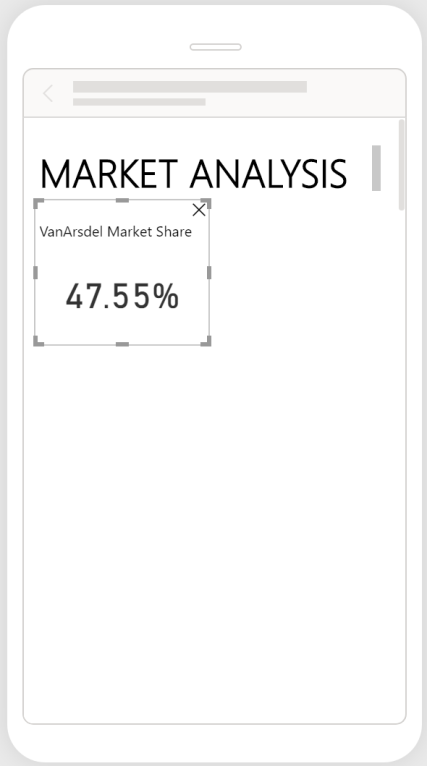 MARKET ANALYSIS
VanArsdel Market Share
47.55%